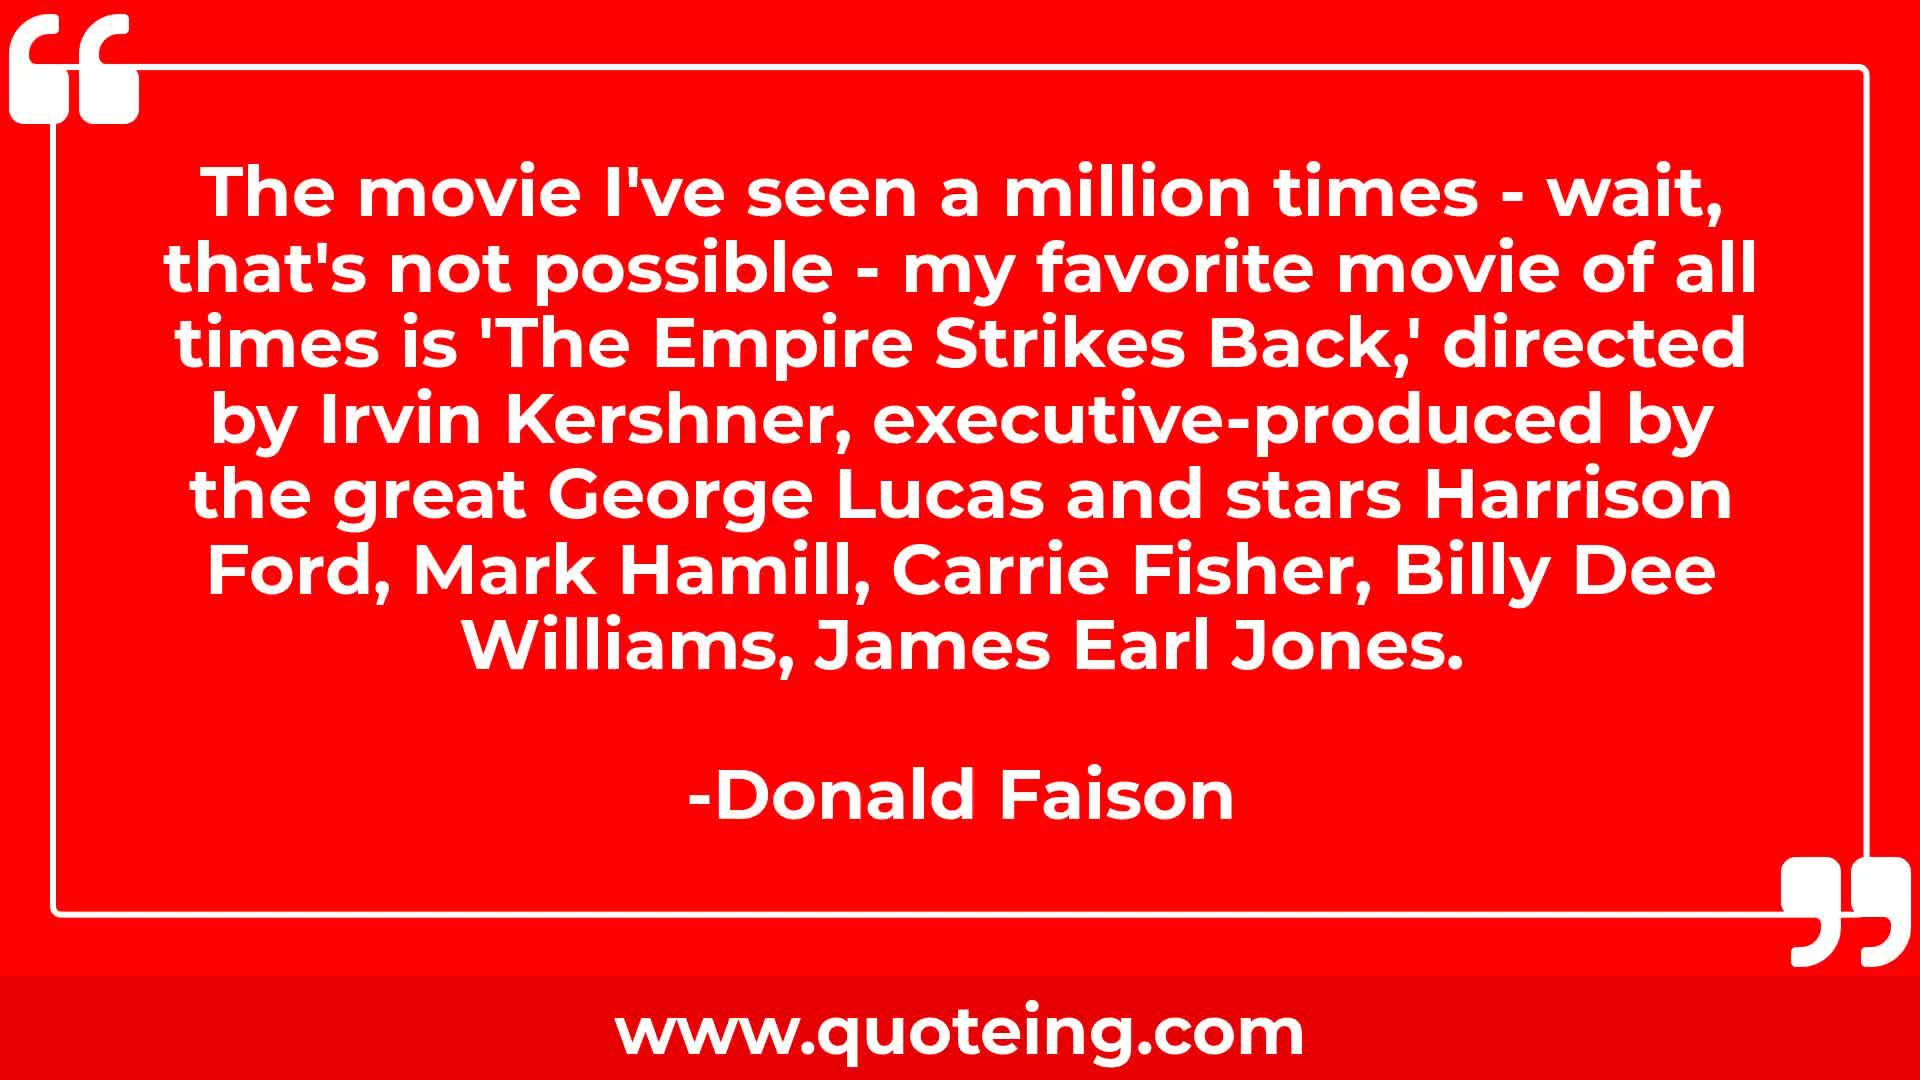 The movie I've seen a million times - wait,
that's not possible - my favorite movie of all
times is 'The Empire Strikes Back,' directed
by Irvin Kershner, executive-produced by
the great George Lucas and stars Harrison
Ford, Mark Hamill, Carrie Fisher, Billy Dee
Williams, James Earl Jones.
-Donald Faison
www.quoteing.com